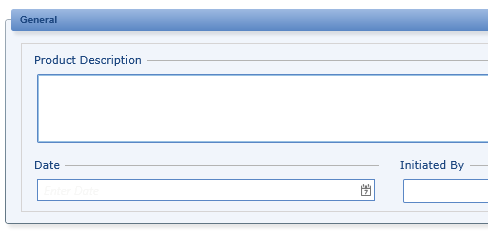 General
Product Description
Date
Initiated By
Enter Date